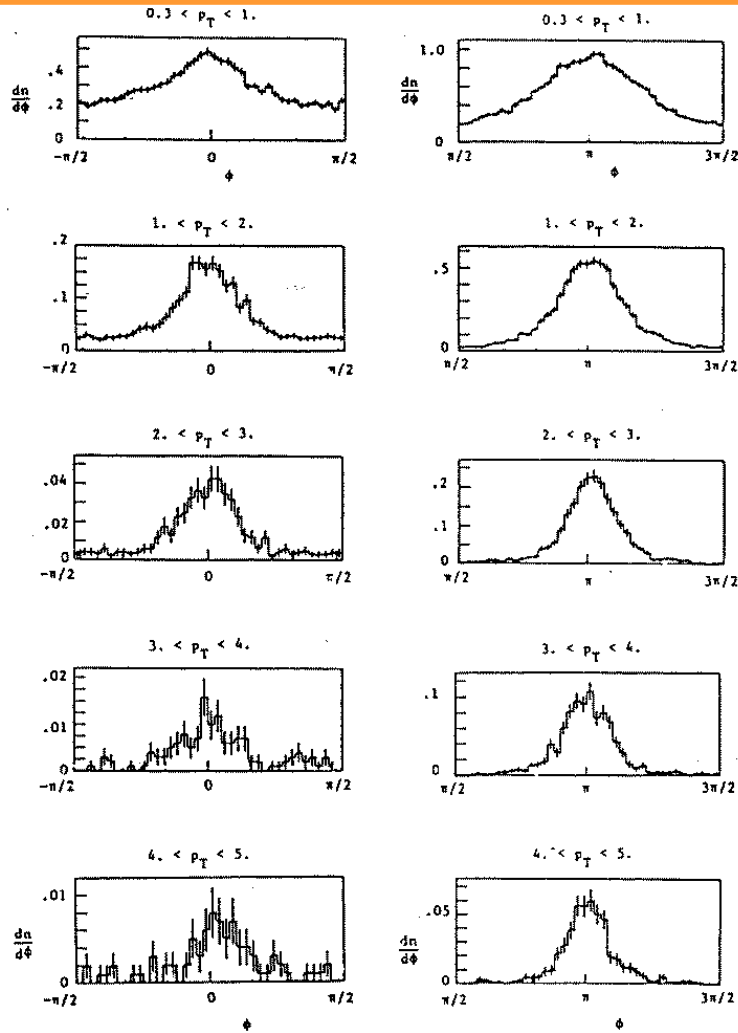 0.3 < p_T < 1.
0.3 < p_T < 1.
dn/dϕ
.4
.2
0
-π/2
0
π/2
ϕ
1.0
dn/dϕ
0
π/2
π
3π/2
ϕ
1. < p_T < 2.
1. < p_T < 2.
.2
.1
0
-π/2
0
π/2
.5
0
π/2
π
3π/2
2. < p_T < 3.
2. < p_T < 3.
.04
.02
0
-π/2
0
π/2
.2
.1
0
π/2
π
3π/2
3. < p_T < 4.
3. < p_T < 4.
.02
.01
0
-π/2
0
π/2
.1
0
π/2
π
3π/2
4. < p_T < 5.
4. < p_T < 5.
.01
dn/dϕ
0
-π/2
0
π/2
ϕ
.05
dn/dϕ
0
π/2
π
3π/2
ϕ